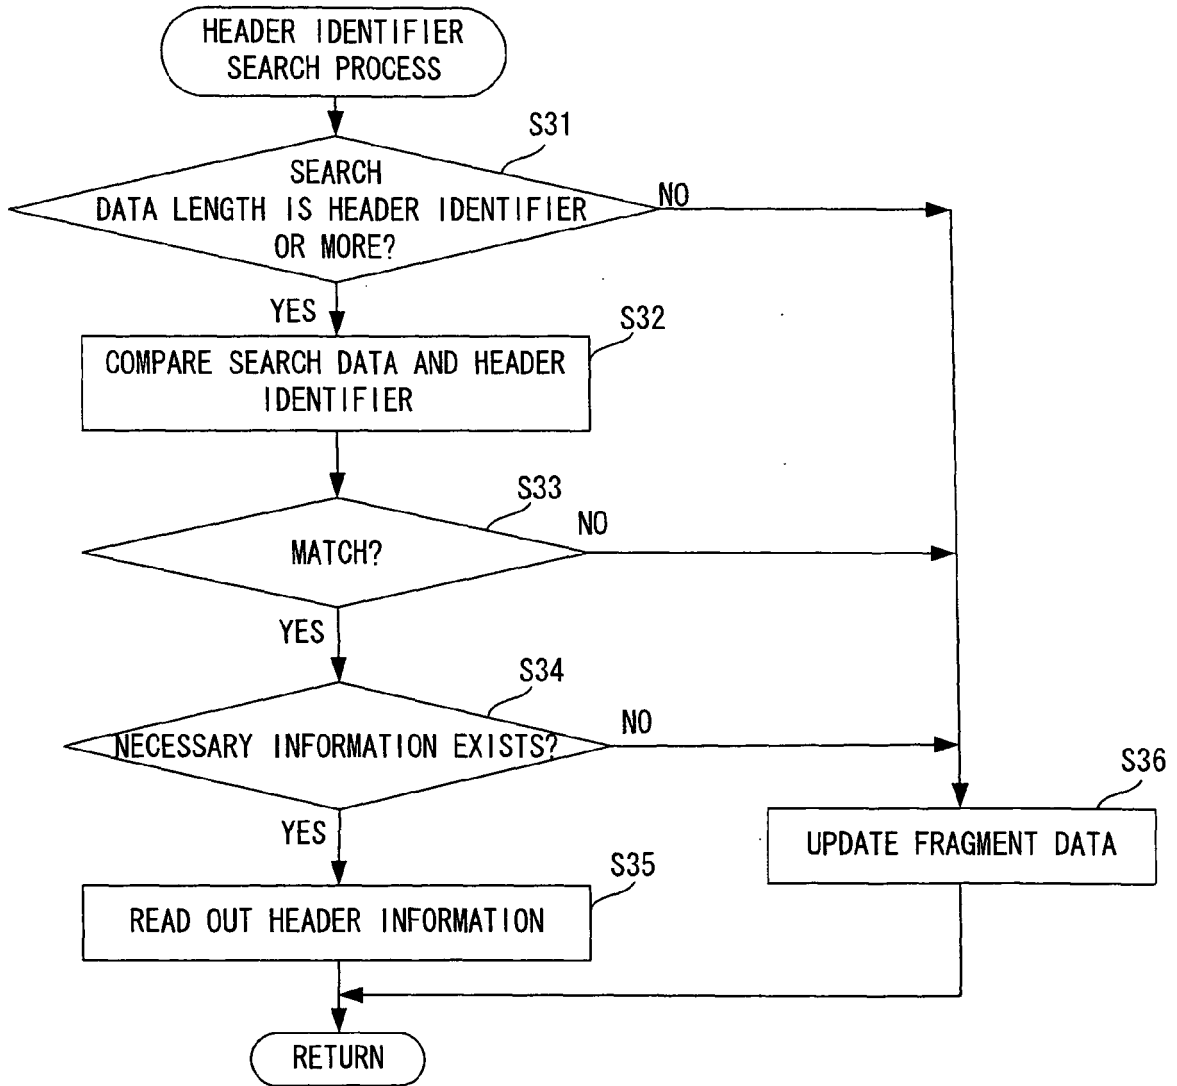 HEADER IDENTIFIER
SEARCH PROCESS
S31
SEARCH
DATA LENGTH IS HEADER IDENTIFIER
OR MORE?
NO
YES
S32
COMPARE SEARCH DATA AND HEADER
IDENTIFIER
S33
MATCH?
NO
YES
S34
NECESSARY INFORMATION EXISTS?
NO
YES
S36
UPDATE FRAGMENT DATA
S35
READ OUT HEADER INFORMATION
RETURN